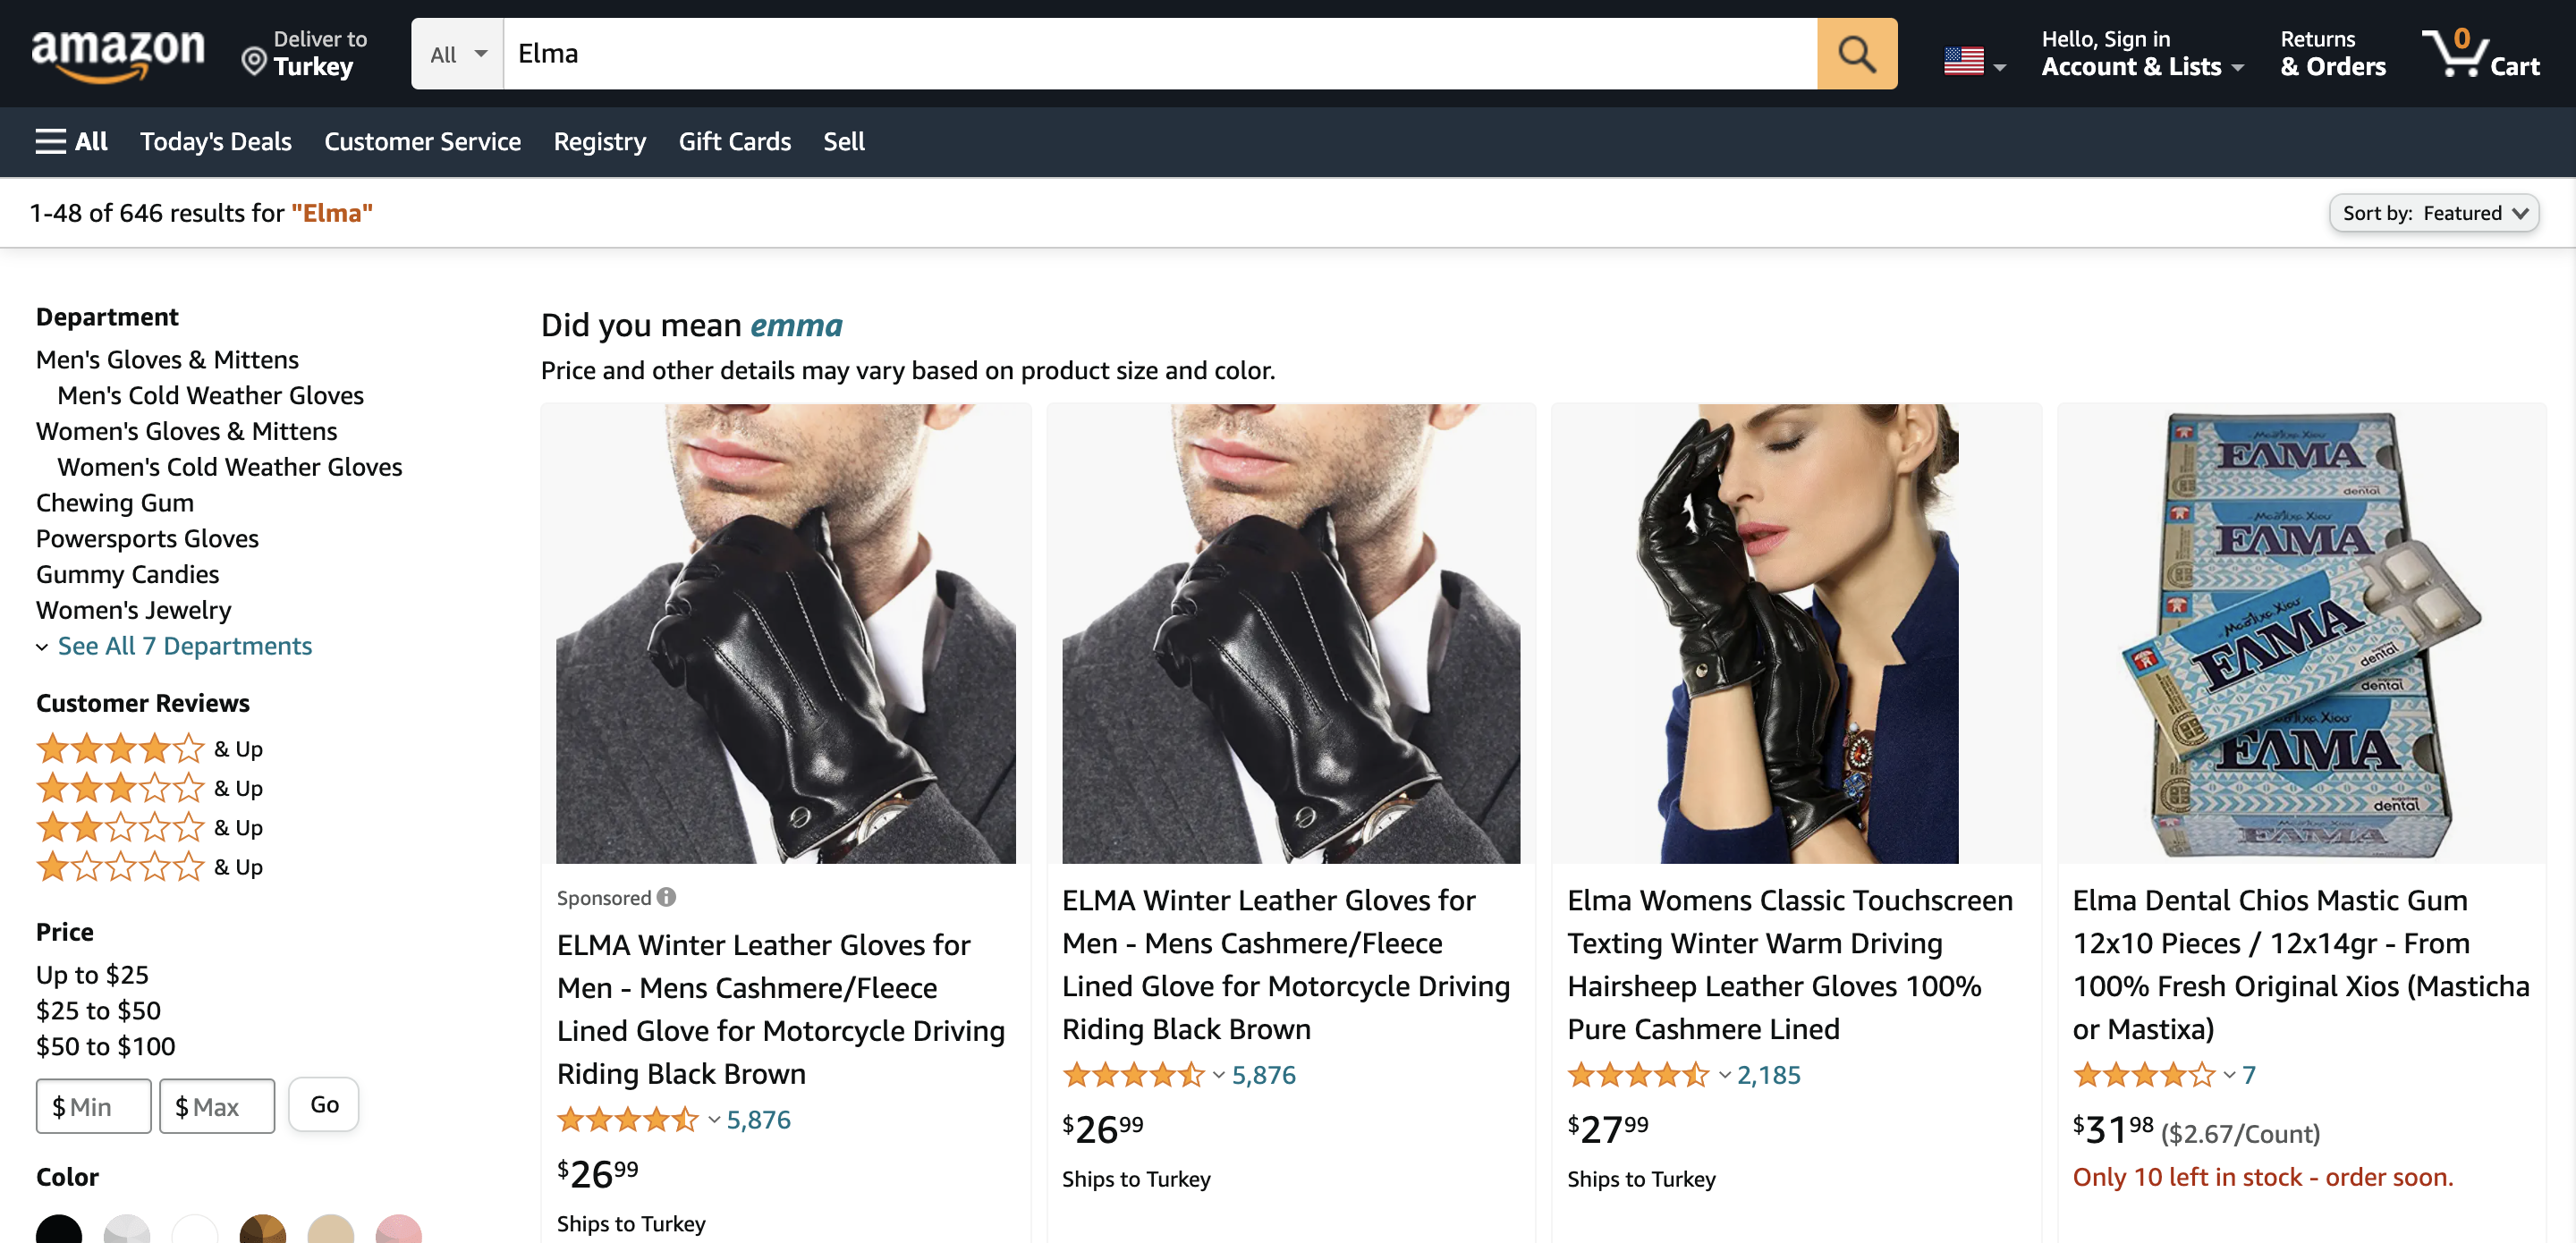 amazon
Deliver to
Turkey
All
Elma
Hello, Sign in
Account & Lists
Returns
& Orders
0
Cart
All
Today's Deals
Customer Service
Registry
Gift Cards
Sell
1-48 of 646 results for "Elma"
Sort by: Featured
Department
Men's Gloves & Mittens
Men's Cold Weather Gloves
Women's Gloves & Mittens
Women's Cold Weather Gloves
Chewing Gum
Powersports Gloves
Gummy Candies
Women's Jewelry
See All 7 Departments
Customer Reviews
& Up
& Up
& Up
& Up
Price
Up to $25
$25 to $50
$50 to $100
$ Min
$ Max
Go
Color
Did you mean emma
Price and other details may vary based on product size and color.
Sponsored
ELMA Winter Leather Gloves for
Men - Mens Cashmere/Fleece
Lined Glove for Motorcycle Driving
Riding Black Brown
5,876
$26 99
Ships to Turkey
ELMA Winter Leather Gloves for
Men - Mens Cashmere/Fleece
Lined Glove for Motorcycle Driving
Riding Black Brown
5,876
$26 99
Ships to Turkey
Elma Womens Classic Touchscreen
Texting Winter Warm Driving
Hairsheep Leather Gloves 100%
Pure Cashmere Lined
2,185
$27 99
Ships to Turkey
ΕΛΜΑ
dental
ΕΛΜΑ
ΕΛΜΑ
dental
dental
ΕΛΜΑ
dental
ΕΛΜΑ
Elma Dental Chios Mastic Gum
12x10 Pieces / 12x14gr - From
100% Fresh Original Xios (Masticha
or Mastixa)
7
$31 98 ($2.67/Count)
Only 10 left in stock - order soon.